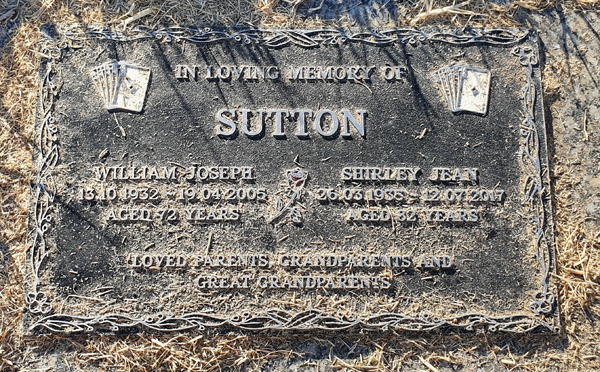 IN LOVING MEMORY OF
SUTTON
WILLIAM JOSEPH
13.10.1932 ~ 19.04.2005
AGED 72 YEARS
SHIRLEY JEAN
26.03.1935 ~ 12.07.2017
AGED 82 YEARS
LOVED PARENTS, GRANDPARENTS AND
GREAT GRANDPARENTS